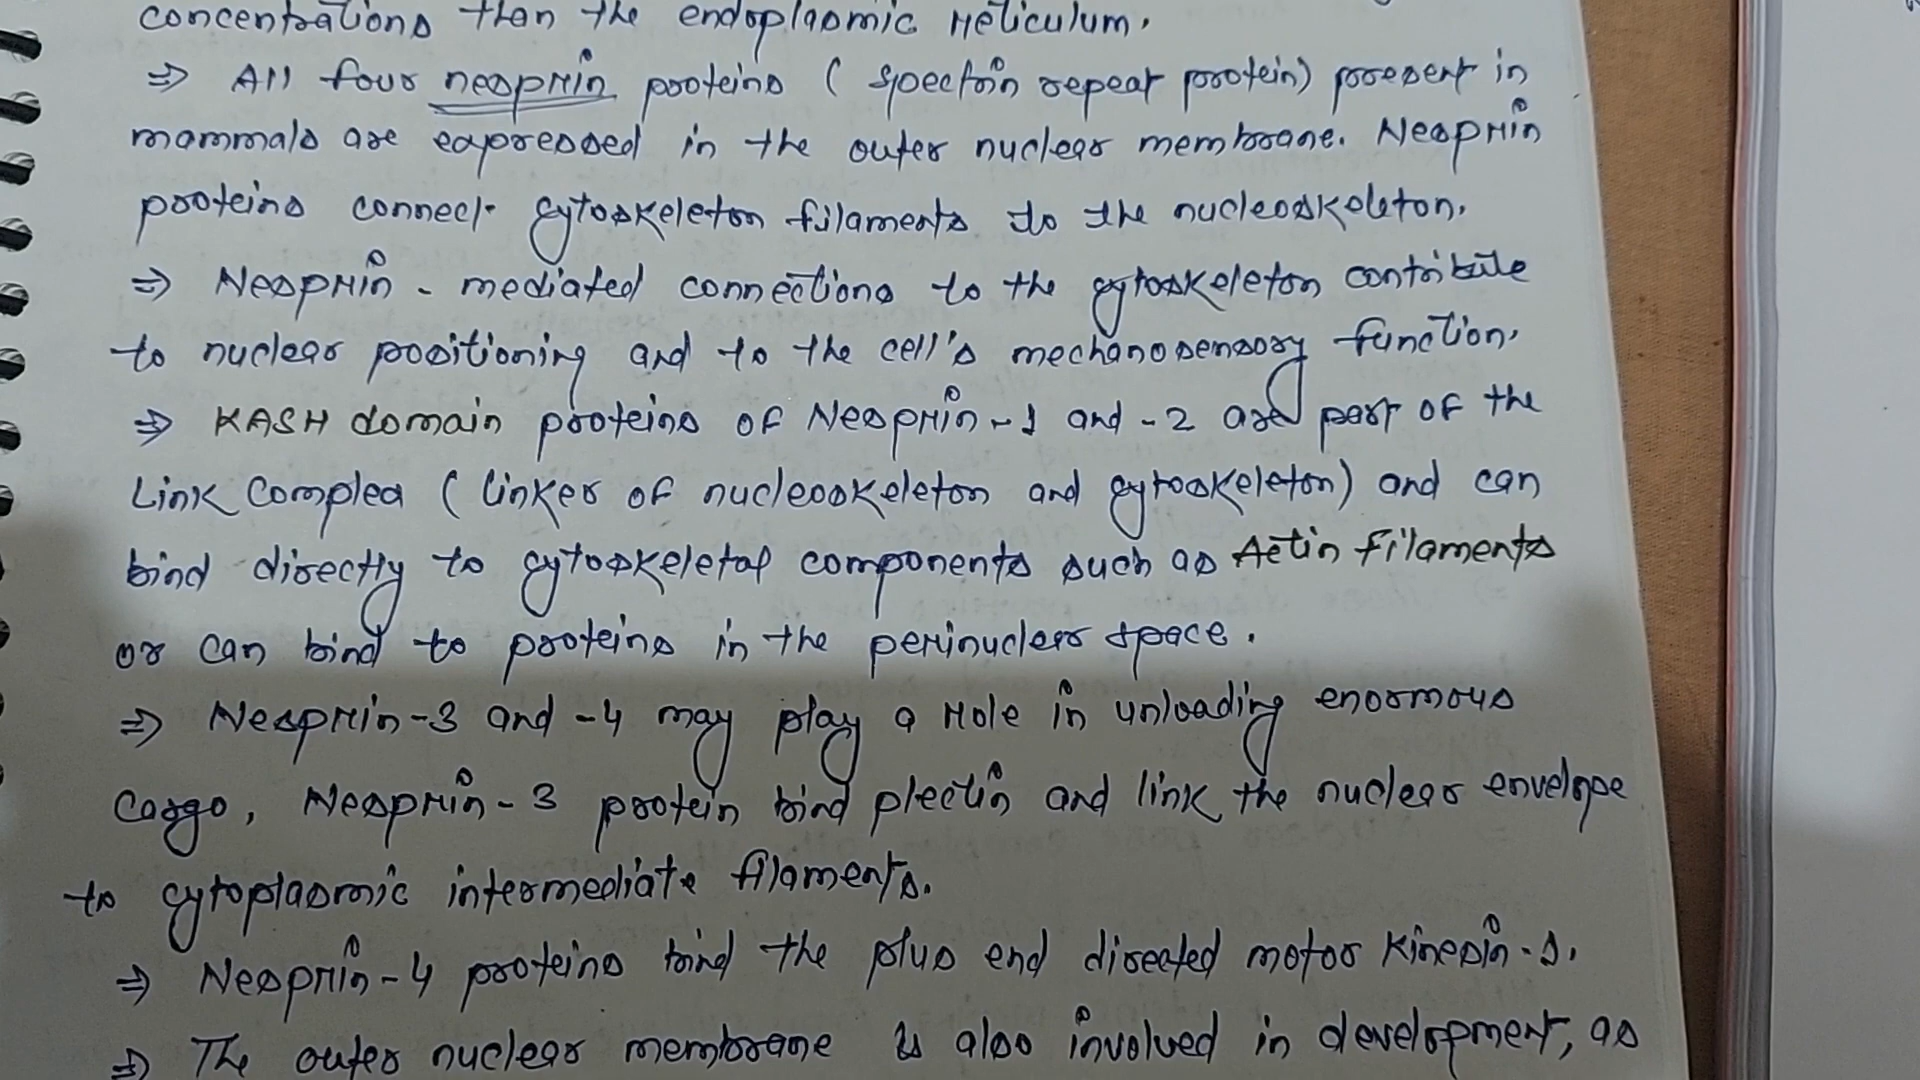 concentrations than the endoplasmic reticulum.
⇒ All four nesprin proteins ( spectrin repeat protein) present in
mammals are expressed in the outer nuclear membrane. Nesprin
proteins connect cytoskeleton filaments to the nucleoskeleton.
⇒ Nesprin - mediated connections to the cytoskeleton contribute
to nuclear positioning and to the cell's mechanosensory function.
⇒ KASH domain proteins of Nesprin-1 and -2 are part of the
Link Complex ( linker of nucleoskeleton and cytoskeleton) and can
bind directly to cytoskeletal components such as Actin filaments
or can bind to proteins in the perinuclear space.
⇒ Nesprin-3 and -4 may play a role in unloading enormous
cargo, Nesprin-3 protein bind plectin and link the nuclear envelope
to cytoplasmic intermediate filaments.
⇒ Nesprin-4 proteins bind the plus end directed motor Kinesin-1.
⇒ The outer nuclear membrane is also involved in development, as